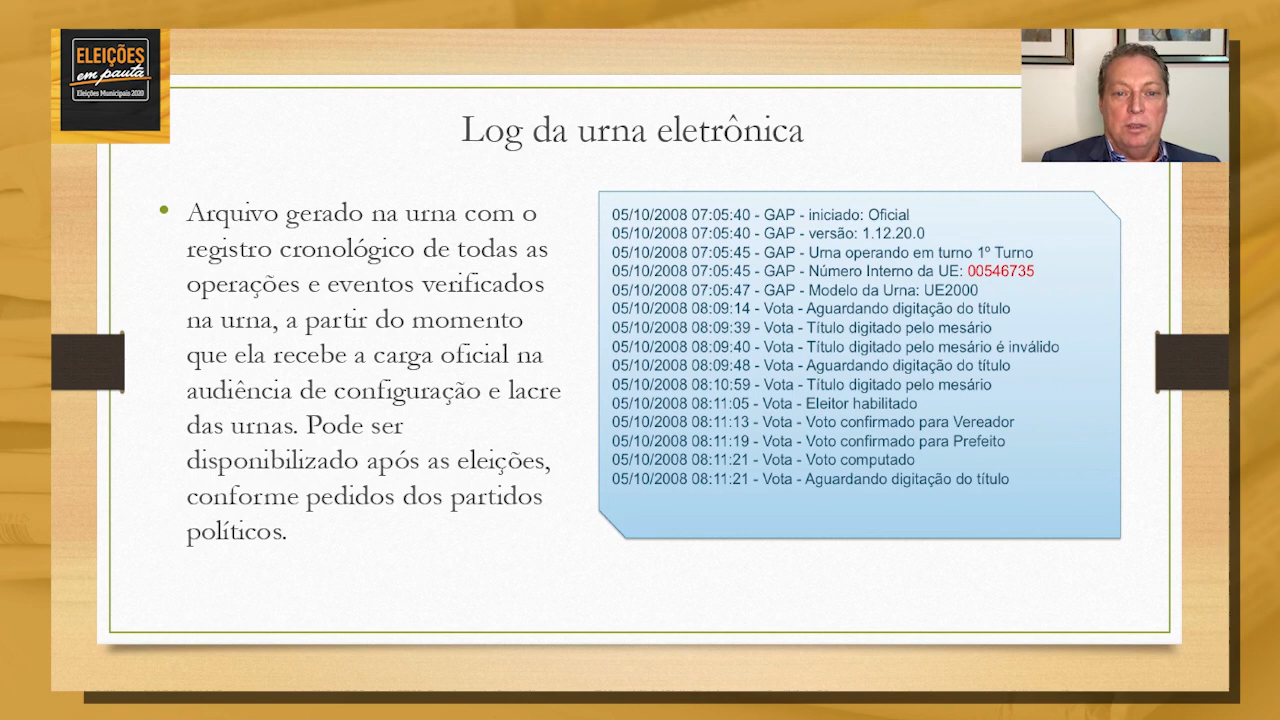 ELEIÇÕES
em pauta
Eleições Municipais 2020
Log da urna eletrônica
• Arquivo gerado na urna com o
registro cronológico de todas as
operações e eventos verificados
na urna, a partir do momento
que ela recebe a carga oficial na
audiência de configuração e lacre
das urnas. Pode ser
disponibilizado após as eleições,
conforme pedidos dos partidos
políticos.
05/10/2008 07:05:40 - GAP - iniciado: Oficial
05/10/2008 07:05:40 - GAP - versão: 1.12.20.0
05/10/2008 07:05:45 - GAP - Urna operando em turno 1º Turno
05/10/2008 07:05:45 - GAP - Número Interno da UE: 00546735
05/10/2008 07:05:47 - GAP - Modelo da Urna: UE2000
05/10/2008 08:09:14 - Vota - Aguardando digitação do título
05/10/2008 08:09:39 - Vota - Título digitado pelo mesário
05/10/2008 08:09:40 - Vota - Título digitado pelo mesário é inválido
05/10/2008 08:09:48 - Vota - Aguardando digitação do título
05/10/2008 08:10:59 - Vota - Título digitado pelo mesário
05/10/2008 08:11:05 - Vota - Eleitor habilitado
05/10/2008 08:11:13 - Vota - Voto confirmado para Vereador
05/10/2008 08:11:19 - Vota - Voto confirmado para Prefeito
05/10/2008 08:11:21 - Vota - Voto computado
05/10/2008 08:11:21 - Vota - Aguardando digitação do título